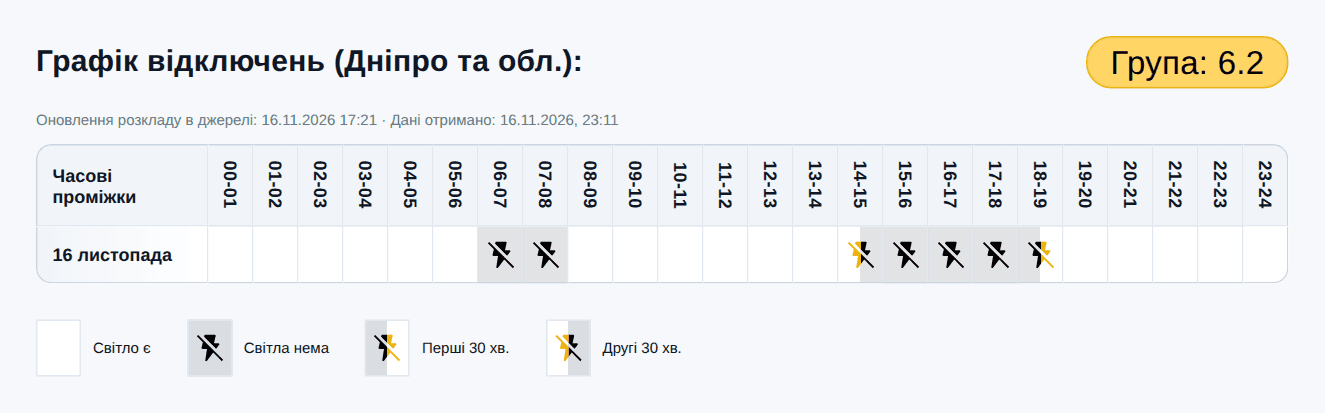 Графік відключень (Дніпро та обл.):
Група: 6.2
Оновлення розкладу в джерелі: 16.11.2026 17:21 · Дані отримано: 16.11.2026, 23:11
Часові
проміжки
00-01
01-02
02-03
03-04
04-05
05-06
06-07
07-08
08-09
09-10
10-11
11-12
12-13
13-14
14-15
15-16
16-17
17-18
18-19
19-20
20-21
21-22
22-23
23-24
16 листопада
Світло є
Світла нема
Перші 30 хв.
Другі 30 хв.